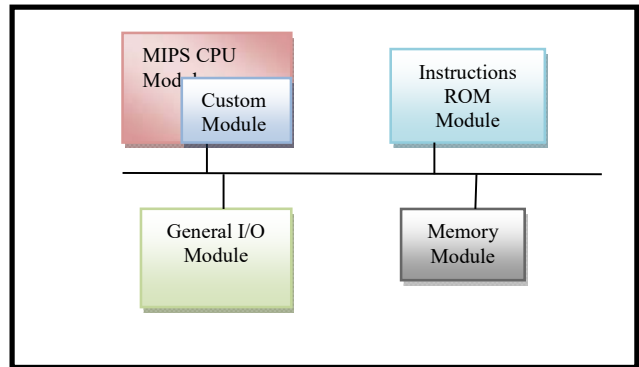 MIPS CPU
Custom
Module
Instructions
ROM
Module
General I/O
Module
Memory
Module